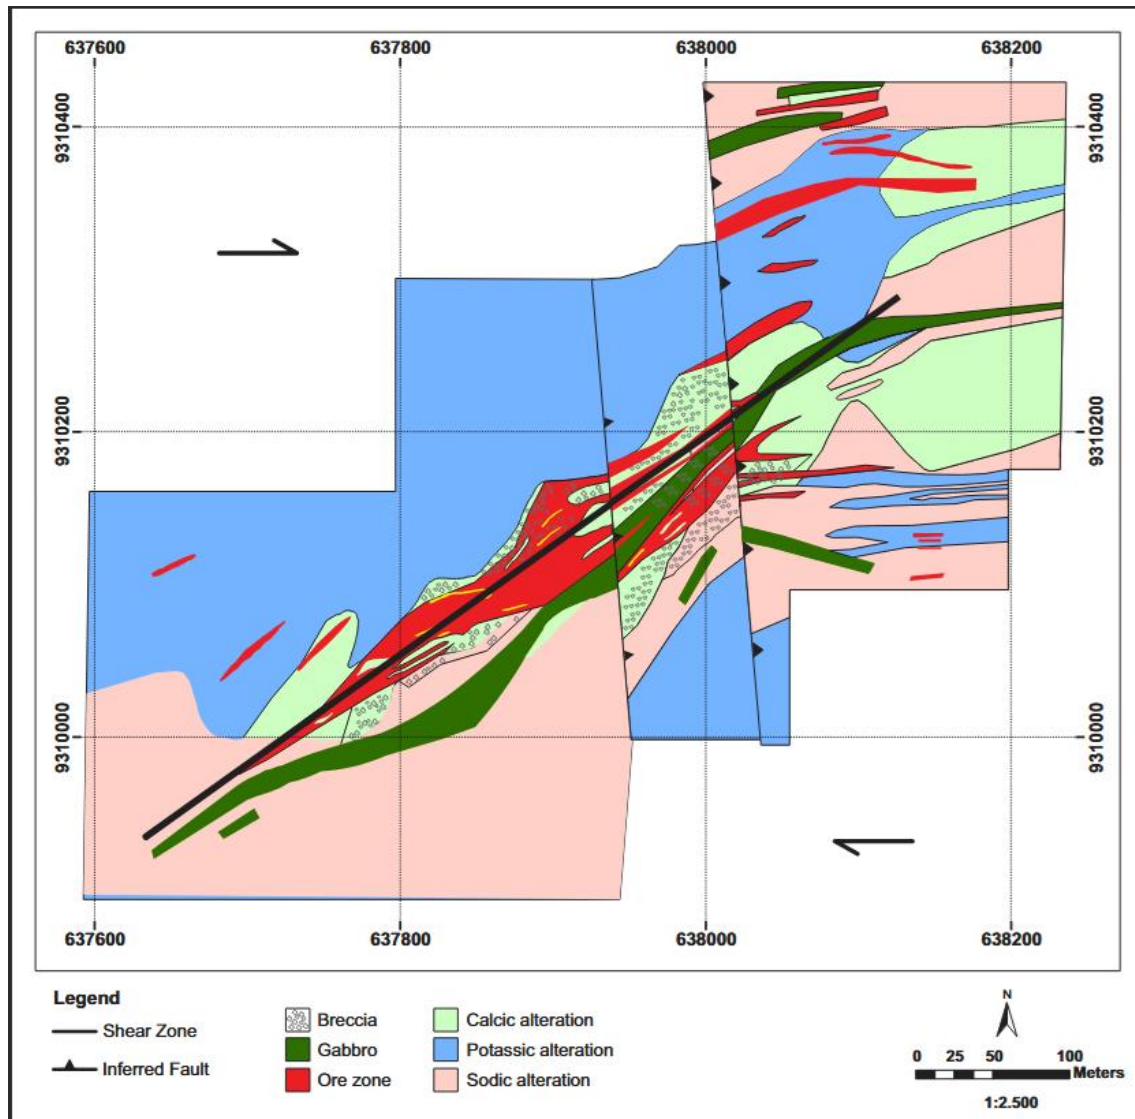 637600 637800 638000 638200
9310400 9310400
9310200 9310200
9310000 9310000
637600 637800 638000 638200
Legend
Shear Zone
Inferred Fault
Breccia
Gabbro
Ore zone
Calcic alteration
Potassic alteration
Sodic alteration
N
0 25 50 100
Meters
1:2.500